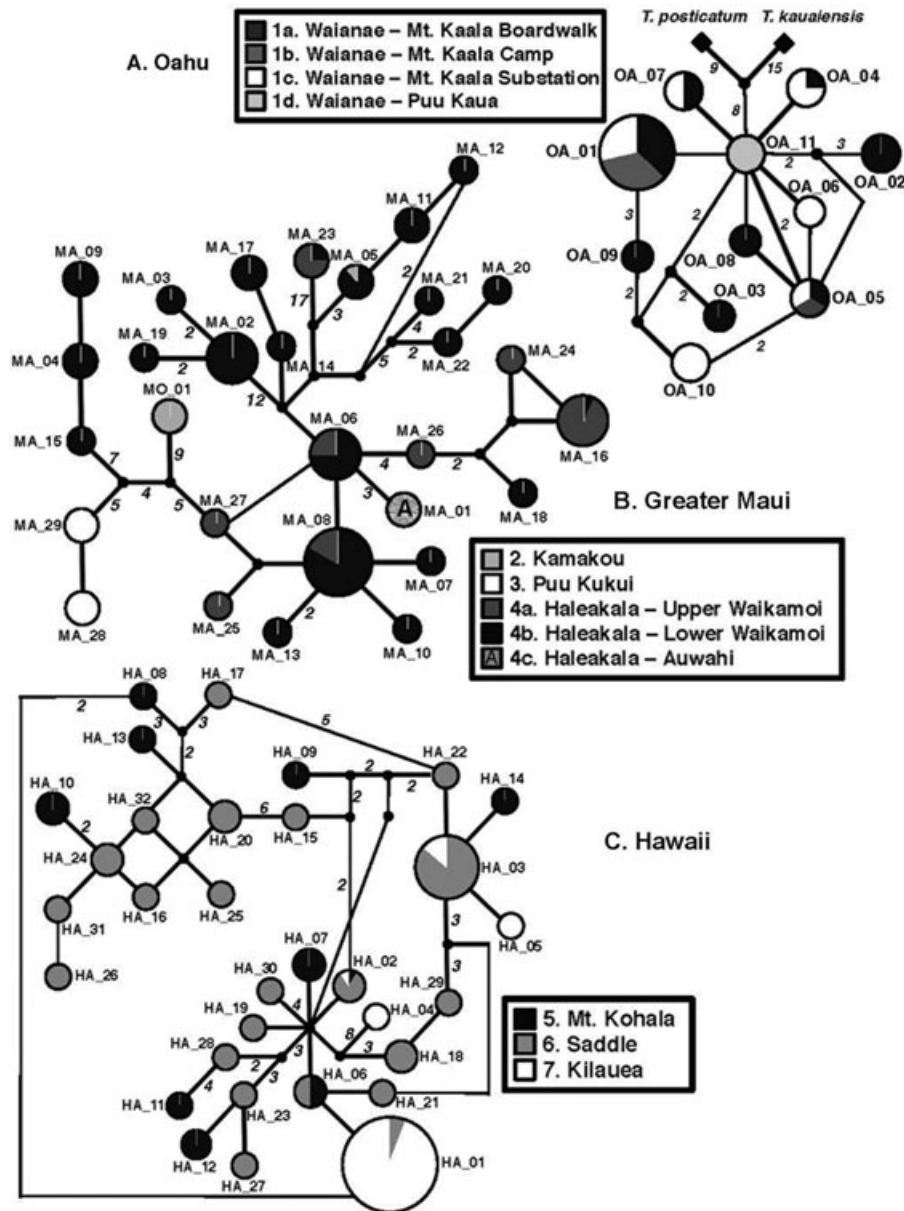 A. Oahu
1a. Waianae – Mt. Kaala Boardwalk
1b. Waianae – Mt. Kaala Camp
1c. Waianae – Mt. Kaala Substation
1d. Waianae – Puu Kaua
T. posticatum T. kauaiensis
9 15
OA_07 OA_04
8
OA_01 OA_11 3
2 OA_02
OA_06
3 2 2
OA_09 OA_08
2 2 OA_03 OA_05
2
OA_10
MA_12
MA_11
MA_23
MA_09 MA_17 MA_05
MA_03 2 MA_21 MA_20
17
2 MA_02 3 4
MA_19 2
MA_04 2 MA_14 5 MA_22
MA_24
MO_01 12
MA_06
MA_26
MA_15 4 2 MA_16
7 9
3
4 5 A MA_01 MA_18
MA_29 5 MA_27
MA_08
MA_07
MA_28 MA_25 2
MA_13 MA_10
B. Greater Maui
2. Kamakou
3. Puu Kukui
4a. Haleakala – Upper Waikamoi
4b. Haleakala – Lower Waikamoi
A 4c. Haleakala – Auwahi
HA_08 HA_17
2 3 3
5
HA_13 2 HA_09 HA_22 HA_14
2 2
HA_10 HA_32 6 2
2 HA_20 HA_15
HA_24 HA_03
HA_16 HA_25 2
HA_31 HA_05
HA_26 HA_07 3
HA_30 HA_02 3
HA_29
HA_19 4 HA_04
HA_28 8
2 3 3 HA_18
4 3 HA_06
HA_11 HA_23 HA_21
HA_12 HA_27 HA_01
C. Hawaii
5. Mt. Kohala
6. Saddle
7. Kilauea